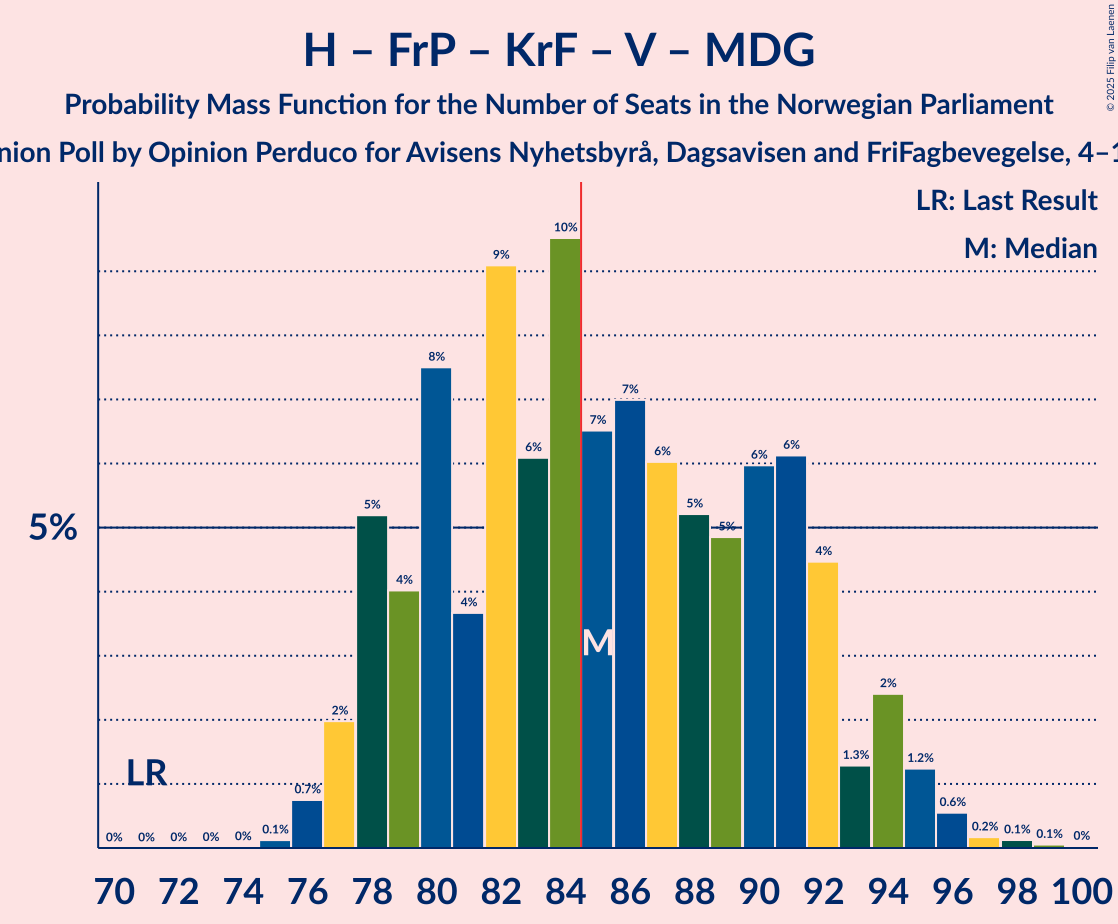 H – FrP – KrF – V – MDG
© 2025 Filip van Laenen
Probability Mass Function for the Number of Seats in the Norwegian Parliament
Poll by Opinion Perduco for Avisens Nyhetsbyrå, Dagsavisen and FriFagbevegelse,
LR: Last Result
M: Median
10%
9%
8%
7%
7%
6%
6%
6%
6%
5%
5%
5%
5%
4%
4%
4%
M
2%
2%
LR
1.3%
1.2%
0.7%
0.6%
0% 0% 0% 0% 0% 0.1%
0.2% 0.1% 0.1% 0%
70 72 74 76 78 80 82 84 86 88 90 92 94 96 98 100